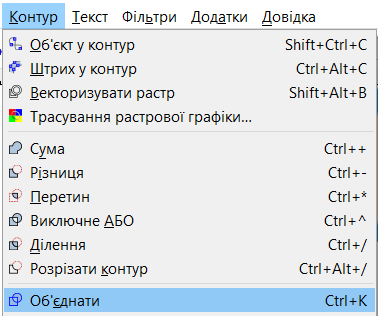 Контур Текст Фільтри Додатки Довідка
Об'єкт у контур Shift+Ctrl+C
Штрих у контур Ctrl+Alt+C
Векторизувати растр Shift+Alt+B
Трасування растрової графіки...
Сума Ctrl++
Різниця Ctrl+-
Перетин Ctrl+*
Виключне АБО Ctrl+^
Ділення Ctrl+/
Розрізати контур Ctrl+Alt+/
Об'єднати Ctrl+K